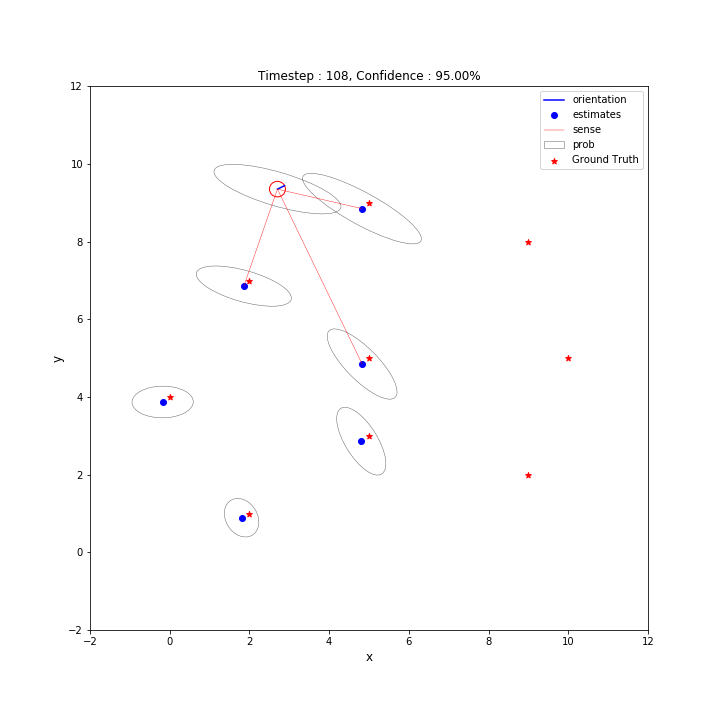 Timestep : 108, Confidence : 95.00%
12
10
8
6
4
2
0
−2
y
−2
0
2
4
6
8
10
12
x
orientation
estimates
sense
prob
Ground Truth